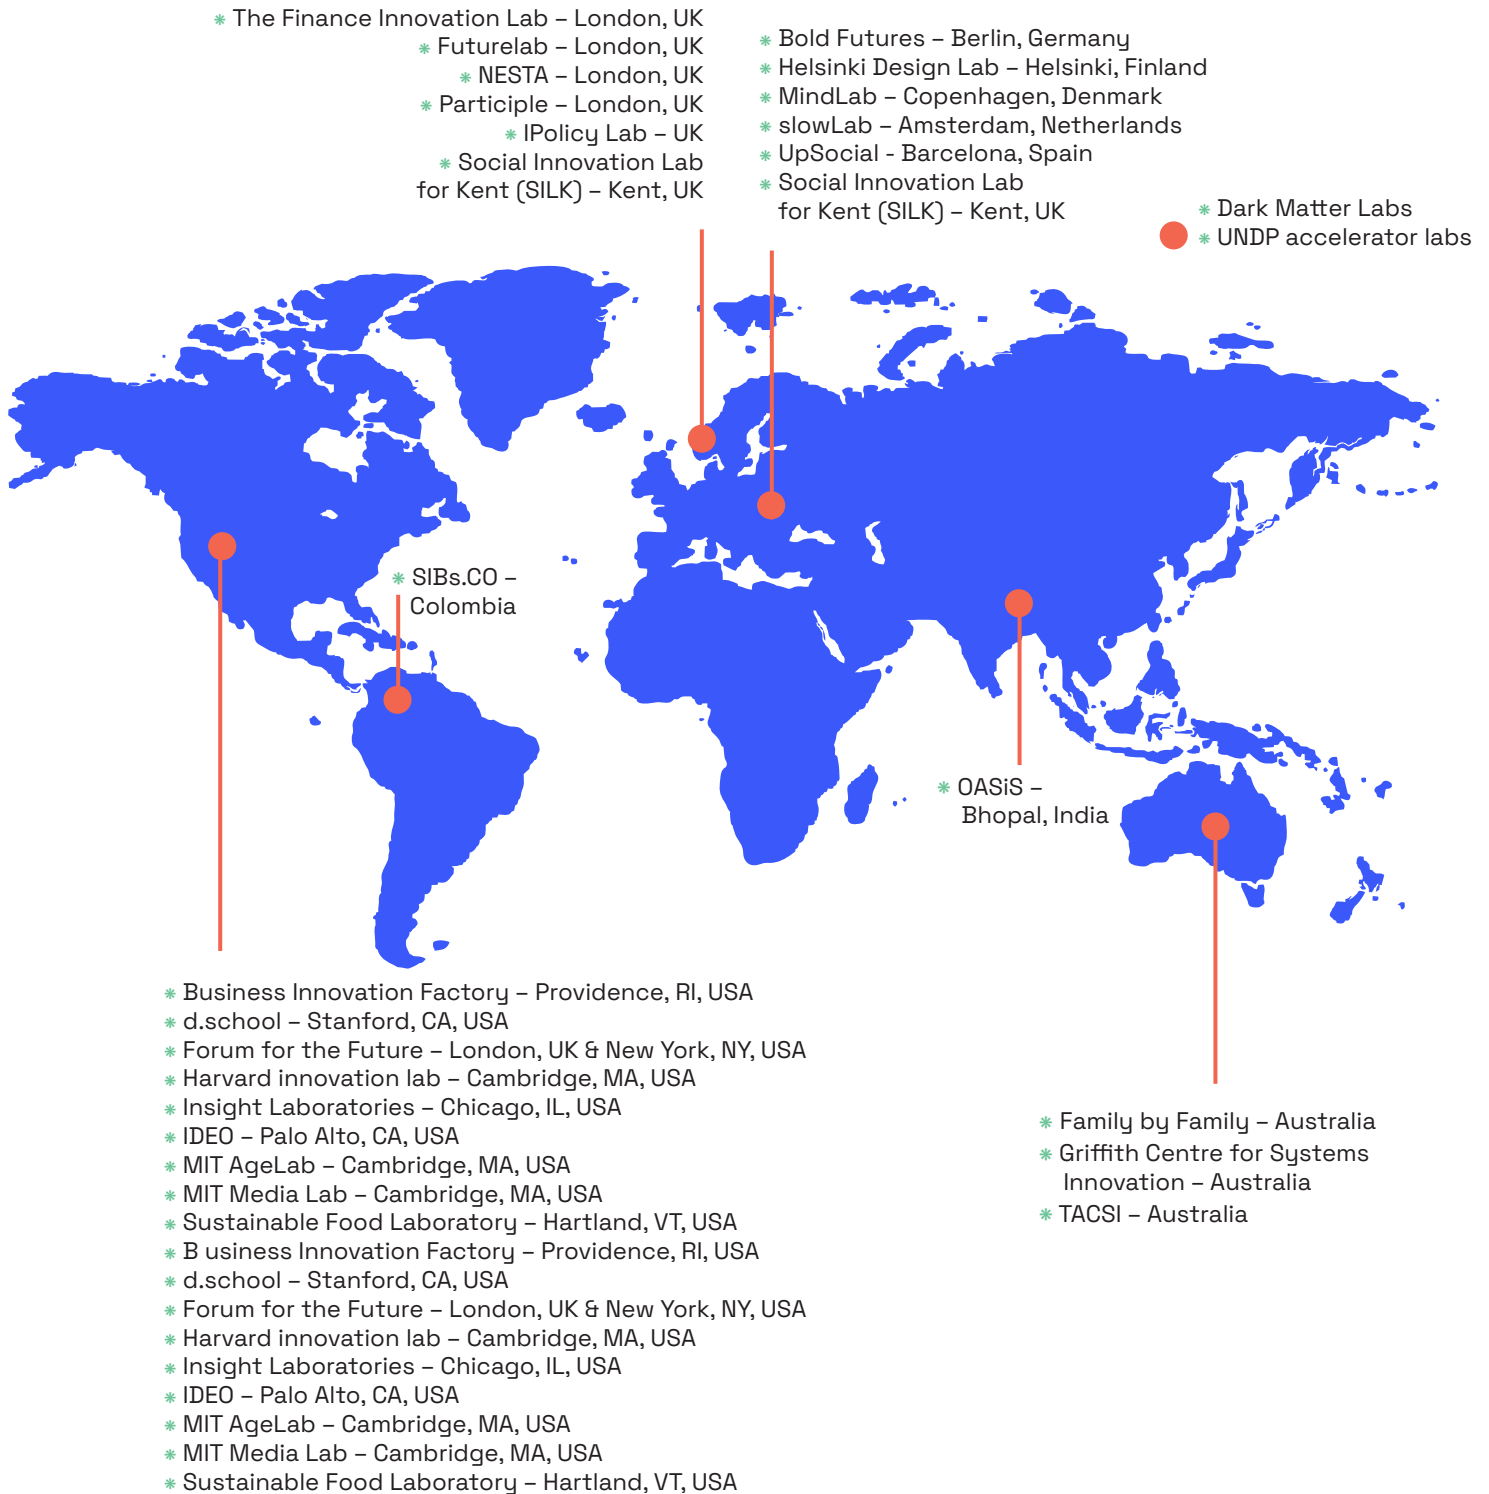 The Finance Innovation Lab – London, UK
Futurelab – London, UK
NESTA – London, UK
Participle – London, UK
IPolicy Lab – UK
Social Innovation Lab
for Kent (SILK) – Kent, UK
Bold Futures – Berlin, Germany
Helsinki Design Lab – Helsinki, Finland
MindLab – Copenhagen, Denmark
slowLab – Amsterdam, Netherlands
UpSocial - Barcelona, Spain
Social Innovation Lab
for Kent (SILK) – Kent, UK
Dark Matter Labs
UNDP accelerator labs
SIBs.CO –
Colombia
OASiS –
Bhopal, India
Business Innovation Factory – Providence, RI, USA
d.school – Stanford, CA, USA
Forum for the Future – London, UK & New York, NY, USA
Harvard innovation lab – Cambridge, MA, USA
Insight Laboratories – Chicago, IL, USA
IDEO – Palo Alto, CA, USA
MIT AgeLab – Cambridge, MA, USA
MIT Media Lab – Cambridge, MA, USA
Sustainable Food Laboratory – Hartland, VT, USA
B usiness Innovation Factory – Providence, RI, USA
d.school – Stanford, CA, USA
Forum for the Future – London, UK & New York, NY, USA
Harvard innovation lab – Cambridge, MA, USA
Insight Laboratories – Chicago, IL, USA
IDEO – Palo Alto, CA, USA
MIT AgeLab – Cambridge, MA, USA
MIT Media Lab – Cambridge, MA, USA
Sustainable Food Laboratory – Hartland, VT, USA
Family by Family – Australia
Griffith Centre for Systems
Innovation – Australia
TACSI – Australia